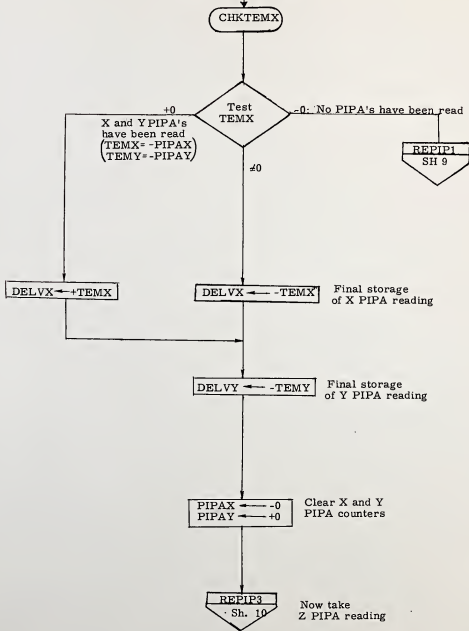 CHKTEMX
Test
TEMX
+0
X and Y PIPA's
have been read
(TEMX= -PIPAX)
(TEMY= -PIPAY)
-0: No PIPA's have been read
REPIP1
SH 9
≠0
DELVX ← +TEMX
DELVX ← -TEMX
Final storage
of X PIPA reading
DELVY ← -TEMY
Final storage
of Y PIPA reading
PIPAX ← -0
PIPAY ← +0
Clear X and Y
PIPA counters
REPIP3
Sh. 10
Now take
Z PIPA reading